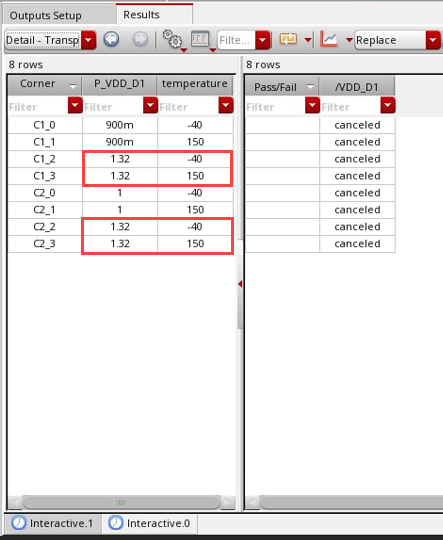 Outputs Setup Results
Detail - Transp Filte... Replace
8 rows 8 rows
Corner P_VDD_D1 temperature Pass/Fail /VDD_D1
Filter Filter Filter Filter Filter
C1_0 900m -40 canceled
C1_1 900m 150 canceled
C1_2 1.32 -40 canceled
C1_3 1.32 150 canceled
C2_0 1 -40 canceled
C2_1 1 150 canceled
C2_2 1.32 -40 canceled
C2_3 1.32 150 canceled
Interactive.1 Interactive.0